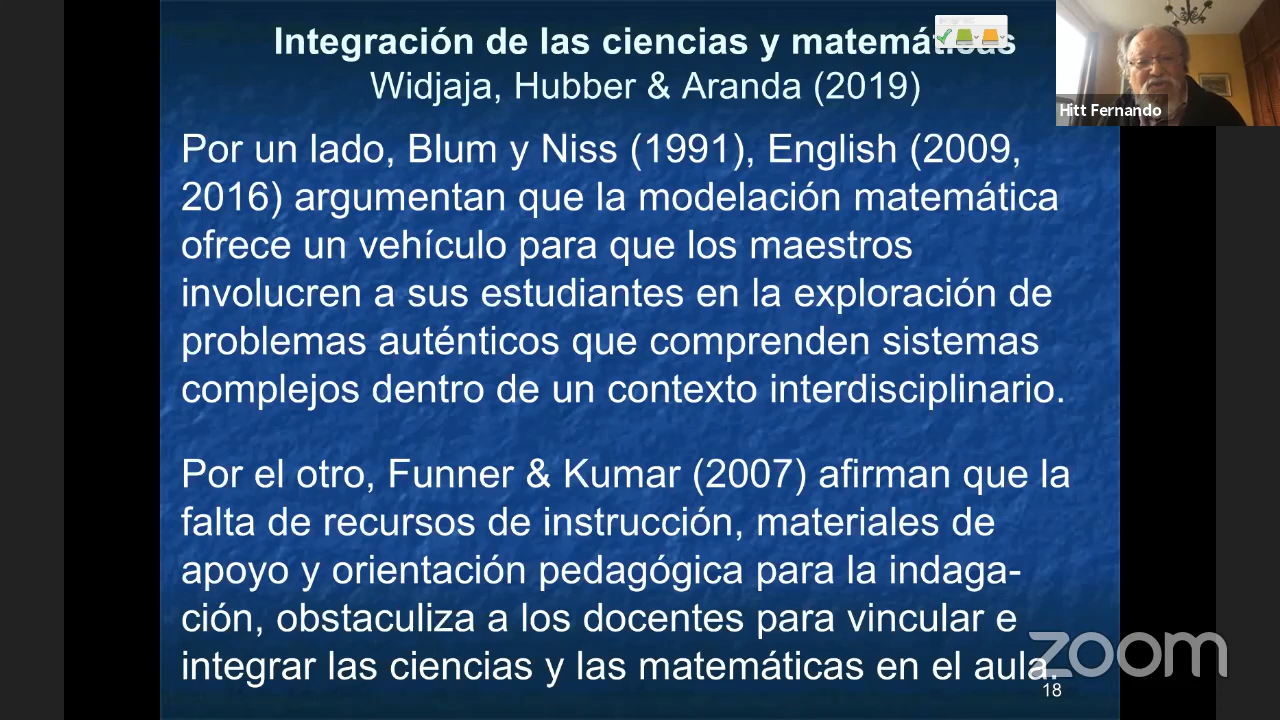 Integración de las ciencias y matemáticas
Widjaja, Hubber & Aranda (2019)
Hitt Fernando
Por un lado, Blum y Niss (1991), English (2009,
2016) argumentan que la modelación matemática
ofrece un vehículo para que los maestros
involucren a sus estudiantes en la exploración de
problemas auténticos que comprenden sistemas
complejos dentro de un contexto interdisciplinario.
Por el otro, Funner & Kumar (2007) afirman que la
falta de recursos de instrucción, materiales de
apoyo y orientación pedagógica para la indaga-
ción, obstaculiza a los docentes para vincular e
integrar las ciencias y las matemáticas en el aula.
zoom
18